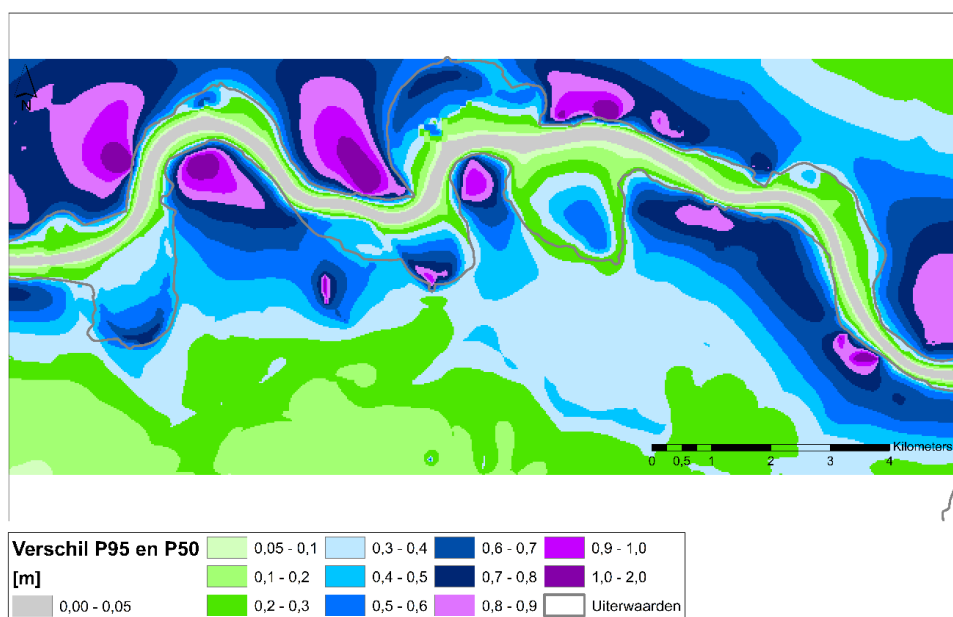 N
Kilometers
0 0,5 1 2 3 4
Verschil P95 en P50
[m]
0,00 - 0,05
0,05 - 0,1
0,1 - 0,2
0,2 - 0,3
0,3 - 0,4
0,4 - 0,5
0,5 - 0,6
0,6 - 0,7
0,7 - 0,8
0,8 - 0,9
0,9 - 1,0
1,0 - 2,0
Uiterwaarden